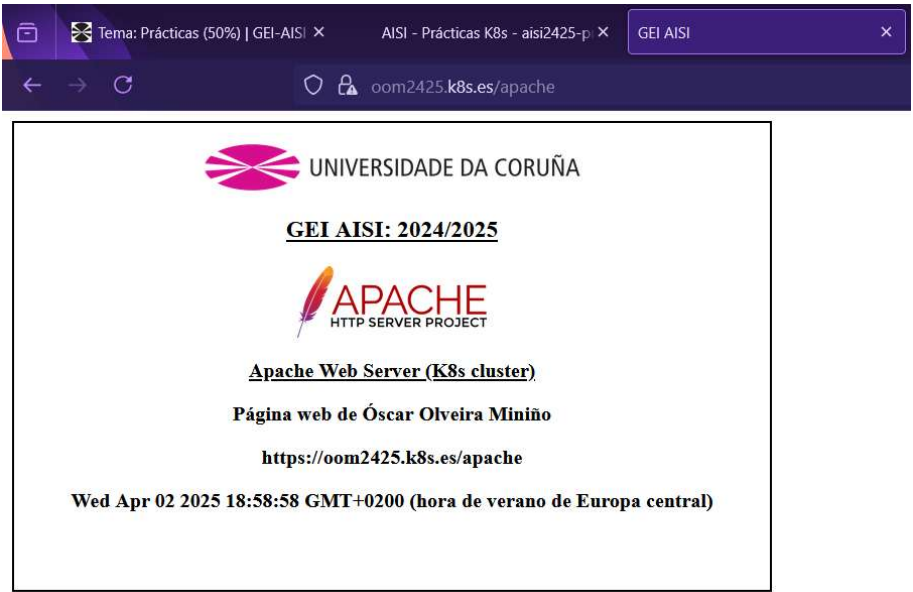 Tema: Prácticas (50%) | GEI-AISI
AISI - Prácticas K8s - aisi2425-p
GEI AISI
oom2425.k8s.es/apache
UNIVERSIDADE DA CORUÑA
GEI AISI: 2024/2025
APACHE
HTTP SERVER PROJECT
Apache Web Server (K8s cluster)
Página web de Óscar Olveira Miniño
https://oom2425.k8s.es/apache
Wed Apr 02 2025 18:58:58 GMT+0200 (hora de verano de Europa central)